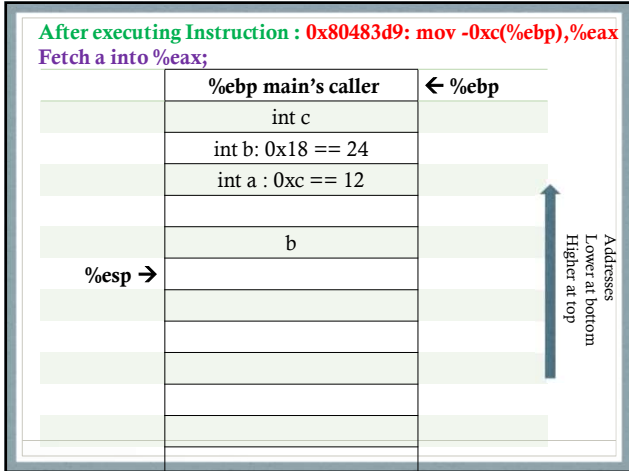 After executing Instruction : 0x80483d9: mov -0xc(%ebp),%eax
Fetch a into %eax;
%ebp main's caller
← %ebp
int c
int b: 0x18 == 24
int a : 0xc == 12
b
%esp →
Addresses
Lower at bottom
Higher at top